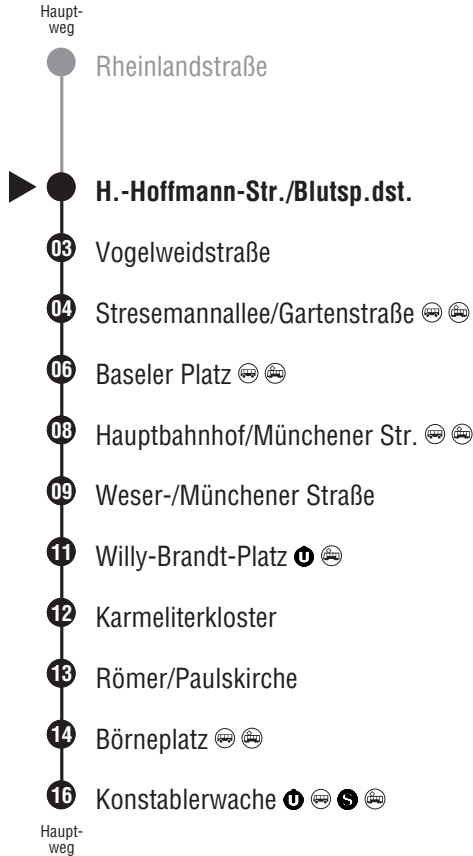 Haupt-
weg
Rheinlandstraße
H.-Hoffmann-Str./Blutsp.dst.
03 Vogelweidstraße
04 Stresemannallee/Gartenstraße
06 Baseler Platz
08 Hauptbahnhof/Münchener Str.
09 Weser-/Münchener Straße
11 Willy-Brandt-Platz U
12 Karmeliterkloster
13 Römer/Paulskirche
14 Börneplatz
16 Konstablerwache U S
Haupt-
weg